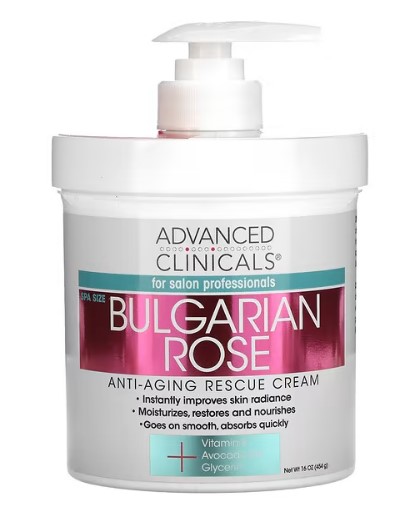 ADVANCED
CLINICALS®
for salon professionals
SPA SIZE
BULGARIAN
ROSE
ANTI-AGING RESCUE CREAM
• Instantly improves skin radiance
• Moisturizes, restores and nourishes
• Goes on smooth, absorbs quickly
+
Net Wt 16 OZ (454g)